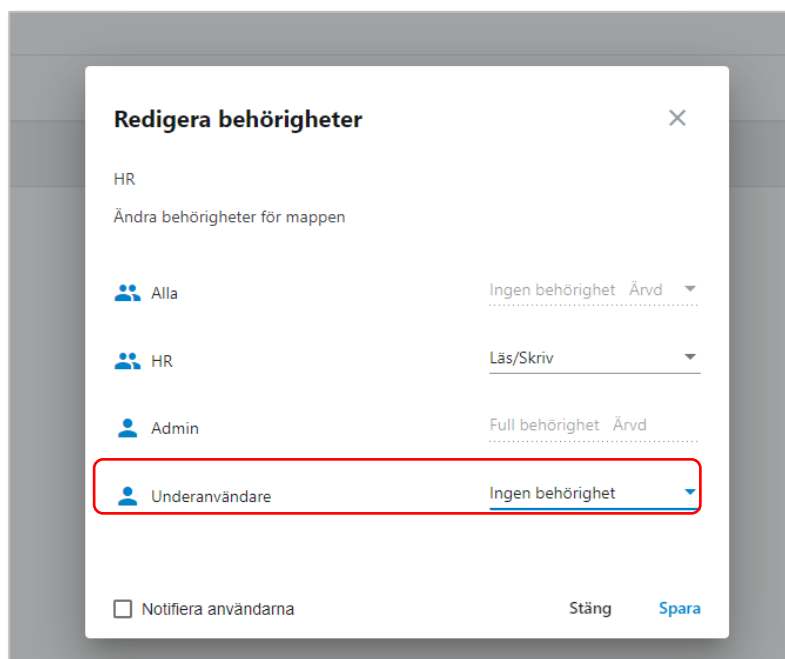 Redigera behörigheter
HR
Ändra behörigheter för mappen
Alla Ingen behörighet Ärvd
HR Läs/Skriv
Admin Full behörighet Ärvd
Underanvändare Ingen behörighet
Notifiera användarna Stäng Spara